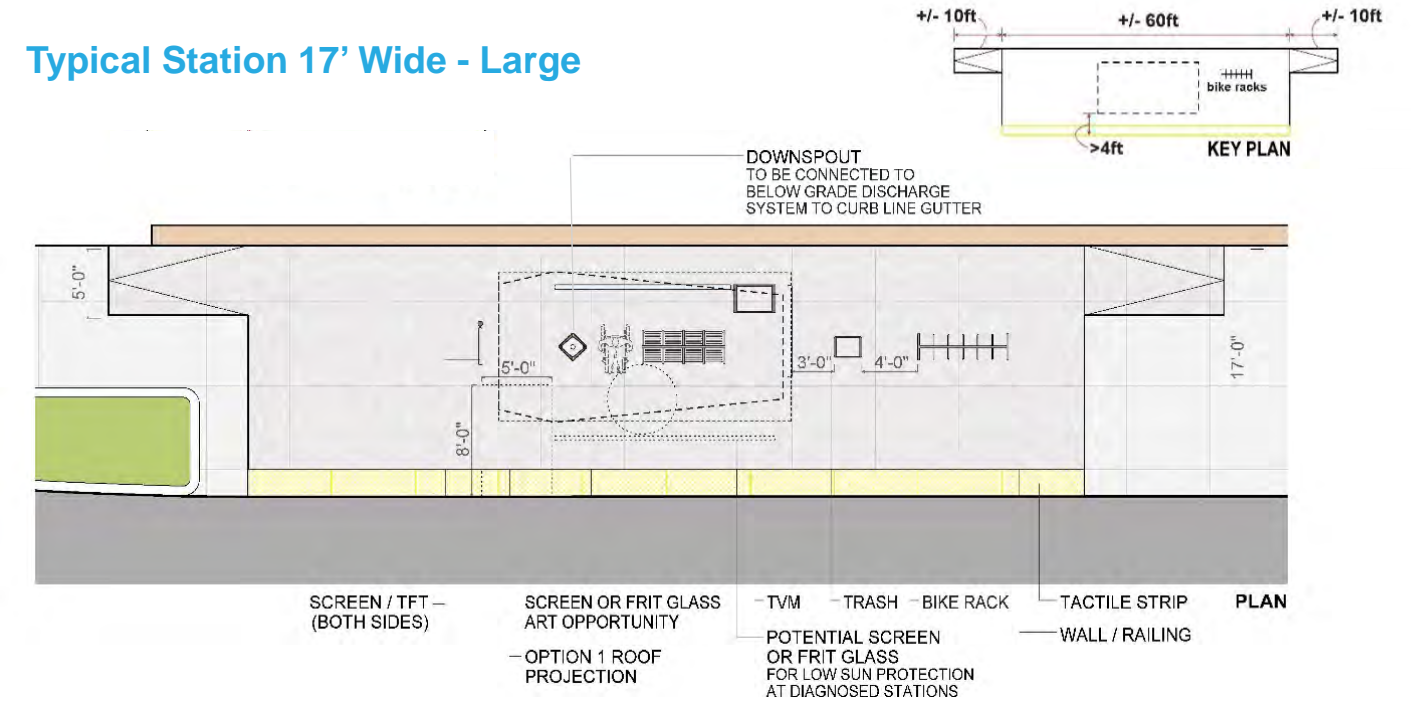 Typical Station 17’ Wide - Large
+/- 10ft
+/- 60ft
+/- 10ft
bike racks
>4ft
KEY PLAN
DOWNSPOUT
TO BE CONNECTED TO
BELOW GRADE DISCHARGE
SYSTEM TO CURB LINE GUTTER
5'-0"
5'-0"
3'-0"
4'-0"
17'-0"
8'-0"
SCREEN / TFT
(BOTH SIDES)
SCREEN OR FRIT GLASS
ART OPPORTUNITY
OPTION 1 ROOF
PROJECTION
TVM
TRASH
BIKE RACK
POTENTIAL SCREEN
OR FRIT GLASS
FOR LOW SUN PROTECTION
AT DIAGNOSED STATIONS
TACTILE STRIP
WALL / RAILING
PLAN